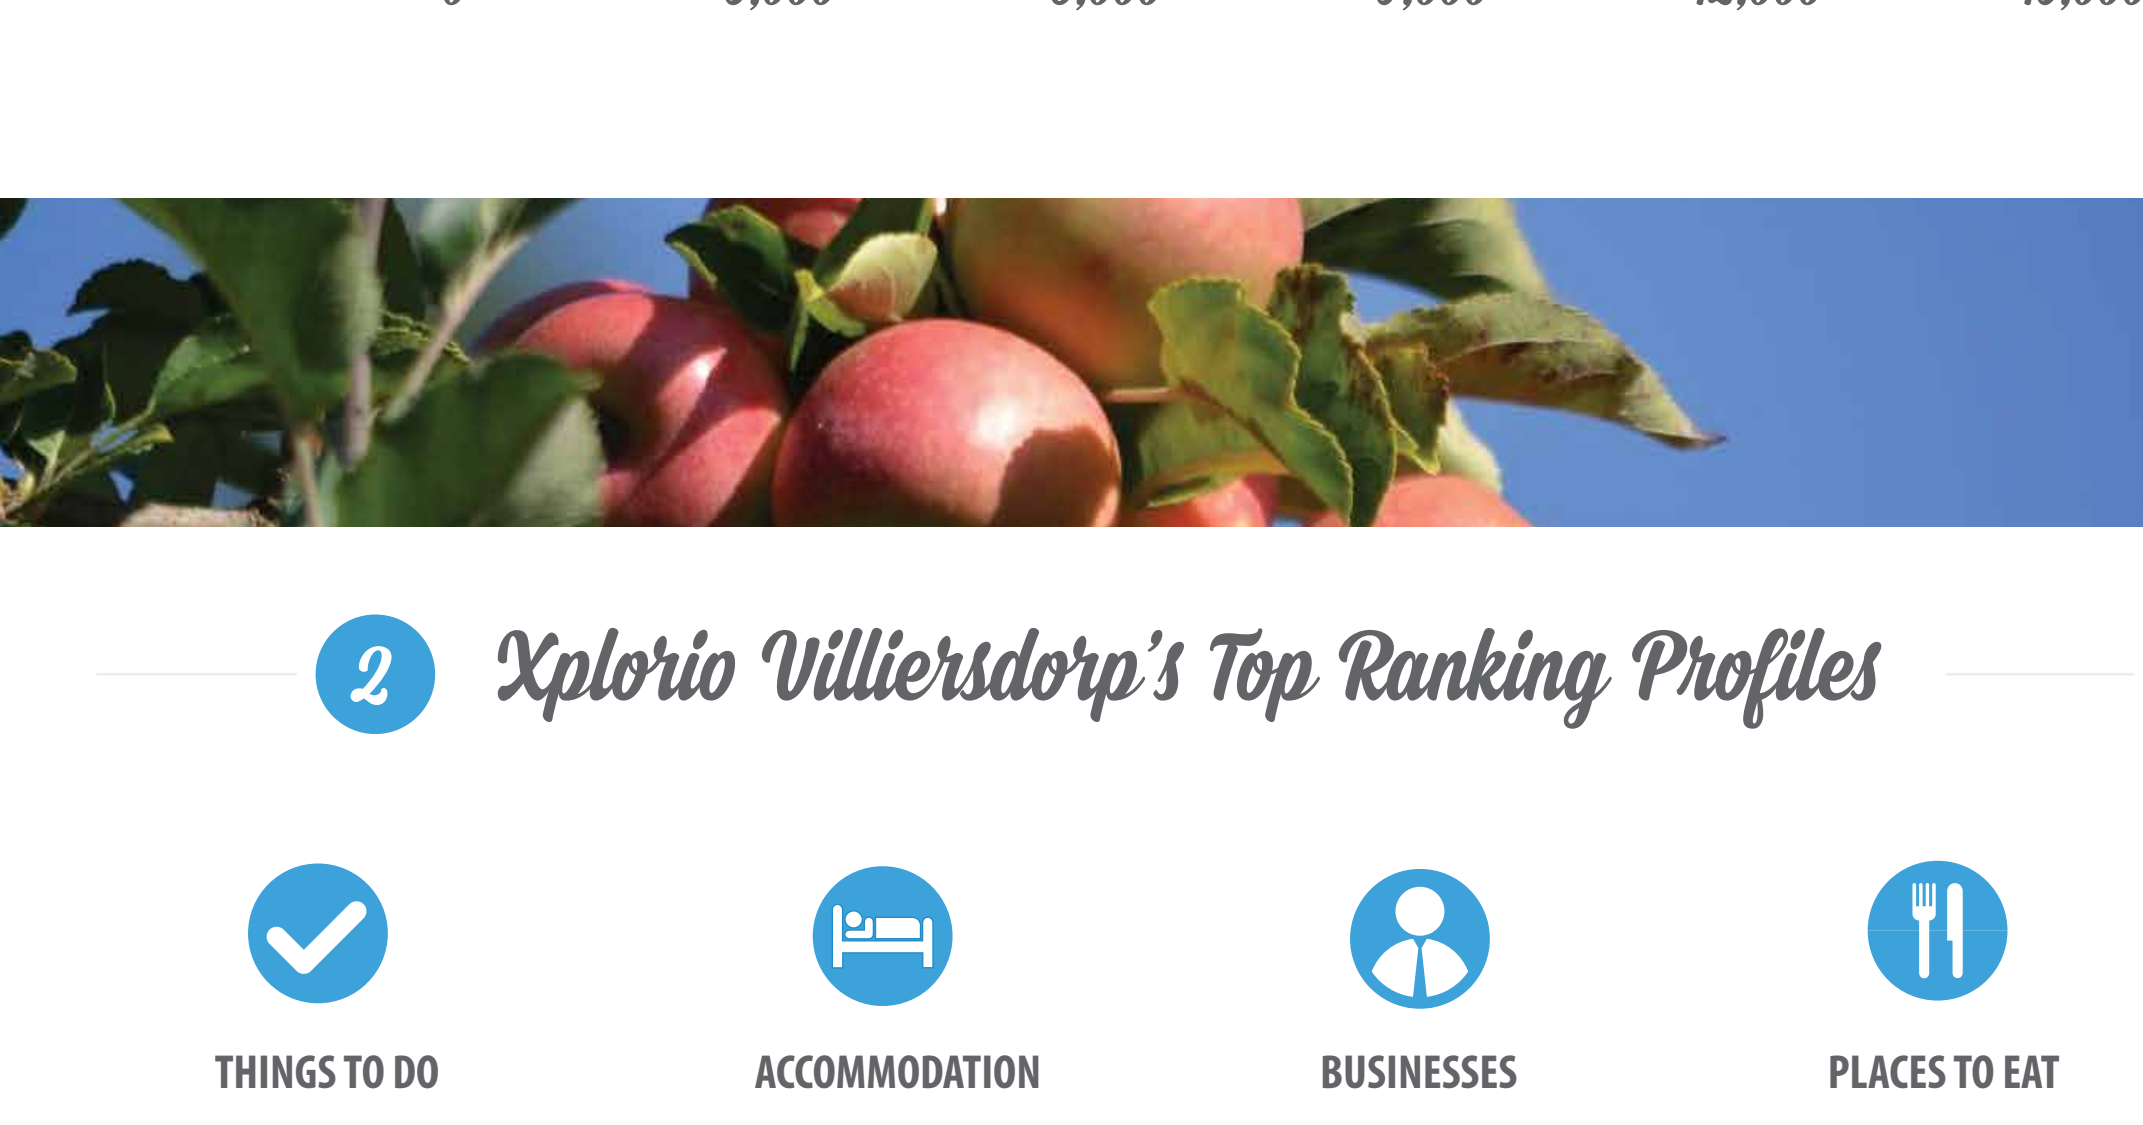 2 Xplorio Villiersdorp's Top Ranking Profiles
THINGS TO DO ACCOMMODATION BUSINESSES PLACES TO EAT